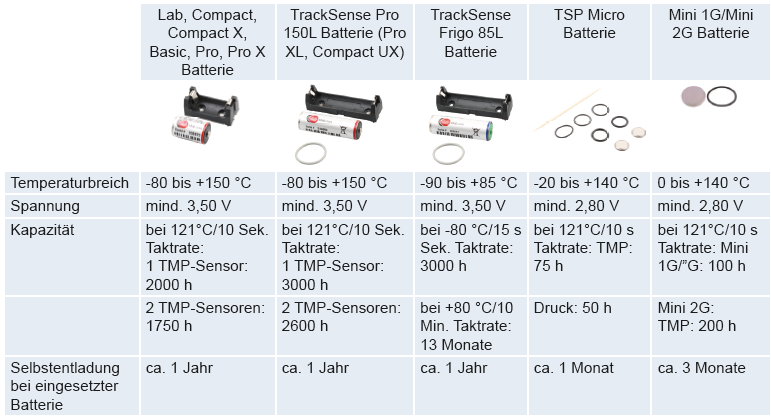 Lab, Compact,
Compact X,
Basic, Pro, Pro X
Batterie
TrackSense Pro
150L Batterie (Pro
XL, Compact UX)
TrackSense
Frigo 85L
Batterie
TSP Micro
Batterie
Mini 1G/Mini
2G Batterie
Temperaturbreich
-80 bis +150 °C
-80 bis +150 °C
-90 bis +85 °C
-20 bis +140 °C
0 bis +140 °C
Spannung
mind. 3,50 V
mind. 3,50 V
mind. 3,50 V
mind. 2,80 V
mind. 2,80 V
Kapazität
bei 121°C/10 Sek.
Taktrate:
1 TMP-Sensor:
2000 h
bei 121°C/10 Sek.
Taktrate:
1 TMP-Sensor:
3000 h
bei -80 °C/15 s
Sek. Taktrate:
3000 h
bei 121°C/10 s
Taktrate: TMP:
75 h
bei 121°C/10 s
Taktrate: Mini
1G/”G: 100 h
2 TMP-Sensoren:
1750 h
2 TMP-Sensoren:
2600 h
bei +80 °C/10
Min. Taktrate:
13 Monate
Druck: 50 h
Mini 2G:
TMP: 200 h
Selbstentladung
bei eingesetzter
Batterie
ca. 1 Jahr
ca. 1 Jahr
ca. 1 Jahr
ca. 1 Monat
ca. 3 Monate